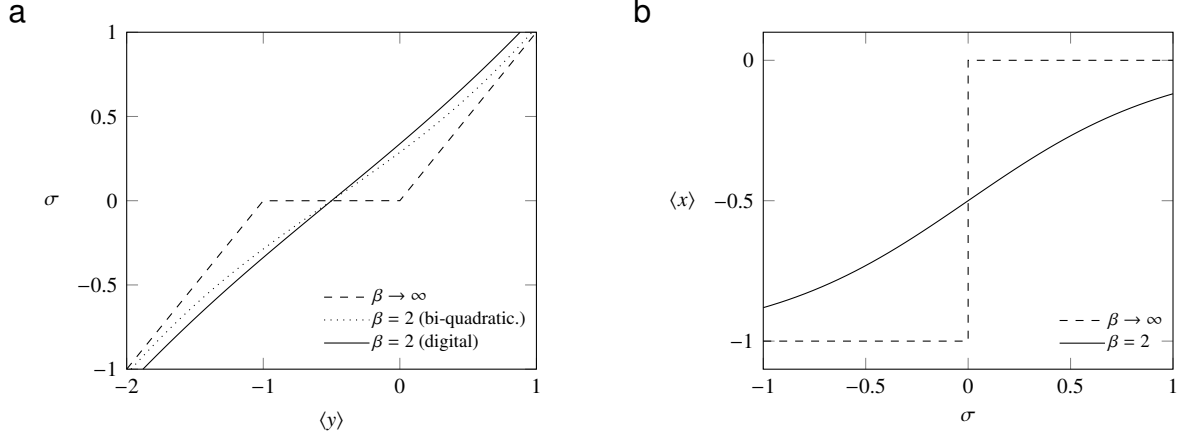 a
1
0.5
0
−0.5
−1
σ
−2
−1
0
1
⟨y⟩
β → ∞
β = 2 (bi-quadratic.)
β = 2 (digital)
b
0
−0.5
−1
⟨x⟩
−1
−0.5
0
0.5
1
σ
β → ∞
β = 2